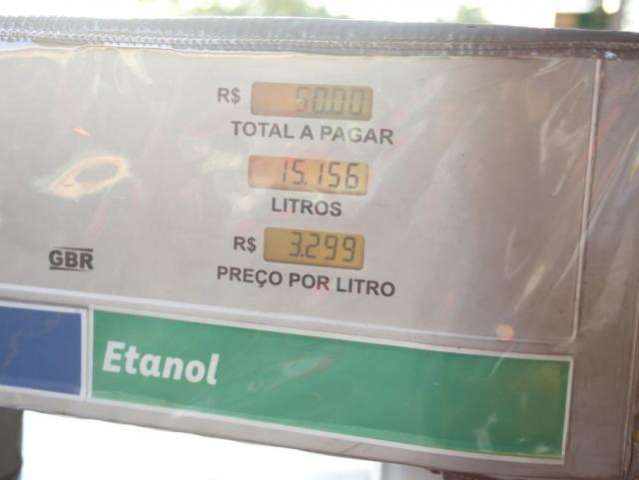 R$ 50.00
TOTAL A PAGAR
15.156
LITROS
R$ 3.299
PREÇO POR LITRO
GBR
Etanol